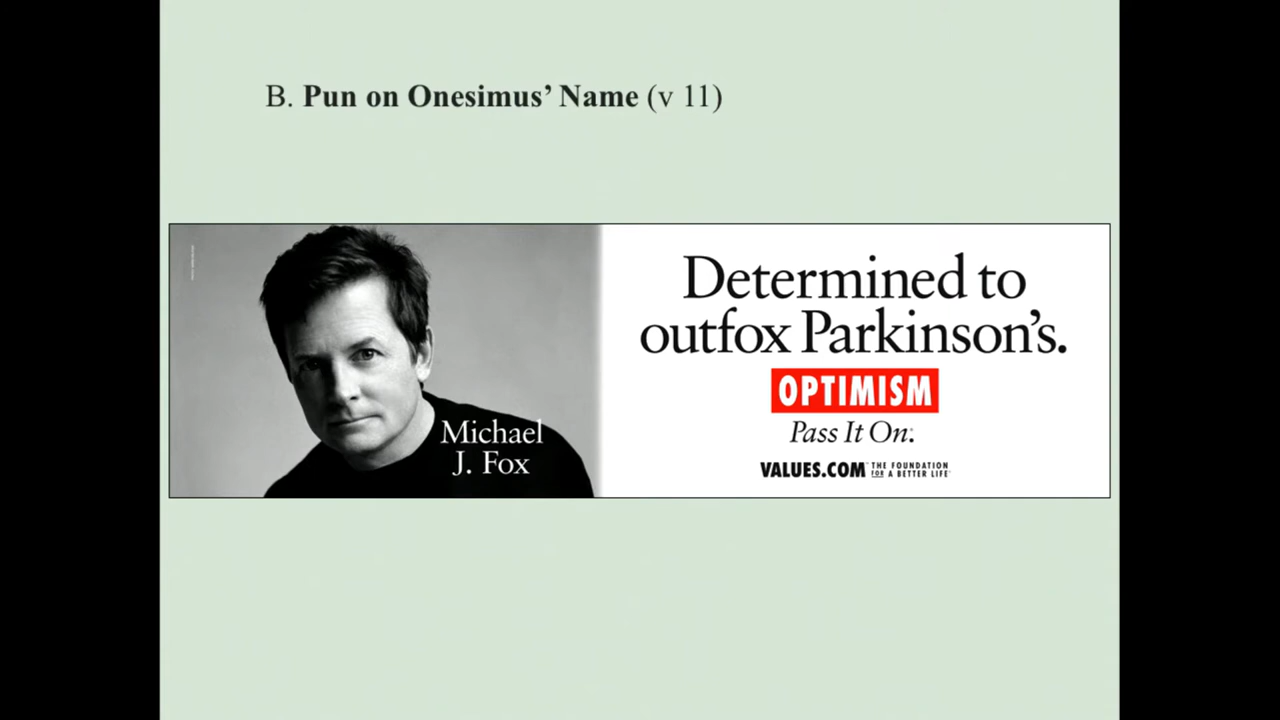 B. Pun on Onesimus’ Name (v 11)
Michael
J. Fox
Determined to
outfox Parkinson’s.
OPTIMISM
Pass It On.
VALUES.COM THE FOUNDATION
FOR A BETTER LIFE